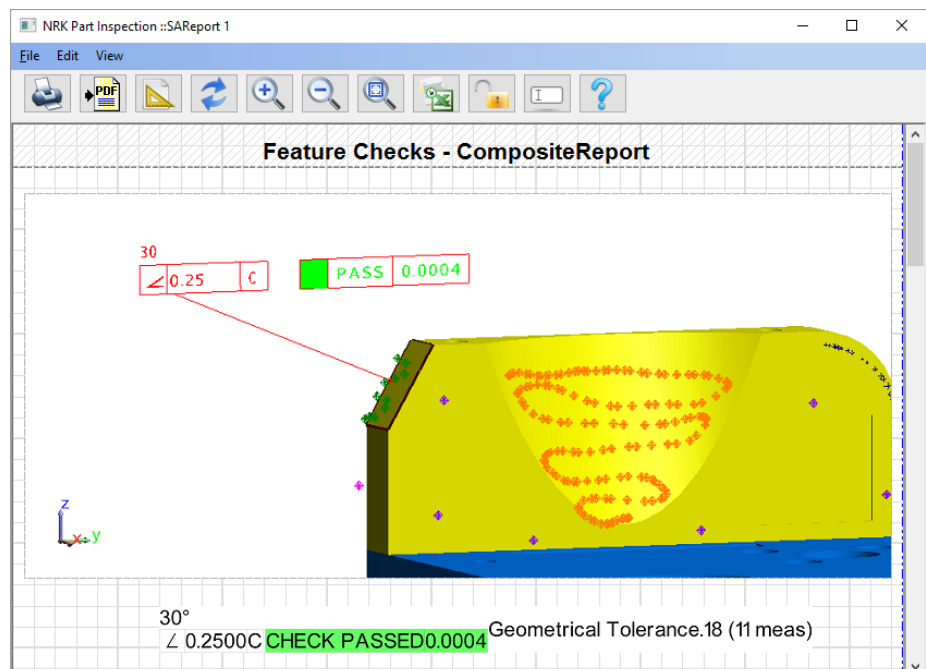 NRK Part Inspection ::SAReport 1
File Edit View
PDF
Feature Checks - CompositeReport
30
∠ 0.25 C PASS 0.0004
z
x y
30°
∠ 0.2500C CHECK PASSED0.0004 Geometrical Tolerance.18 (11 meas)